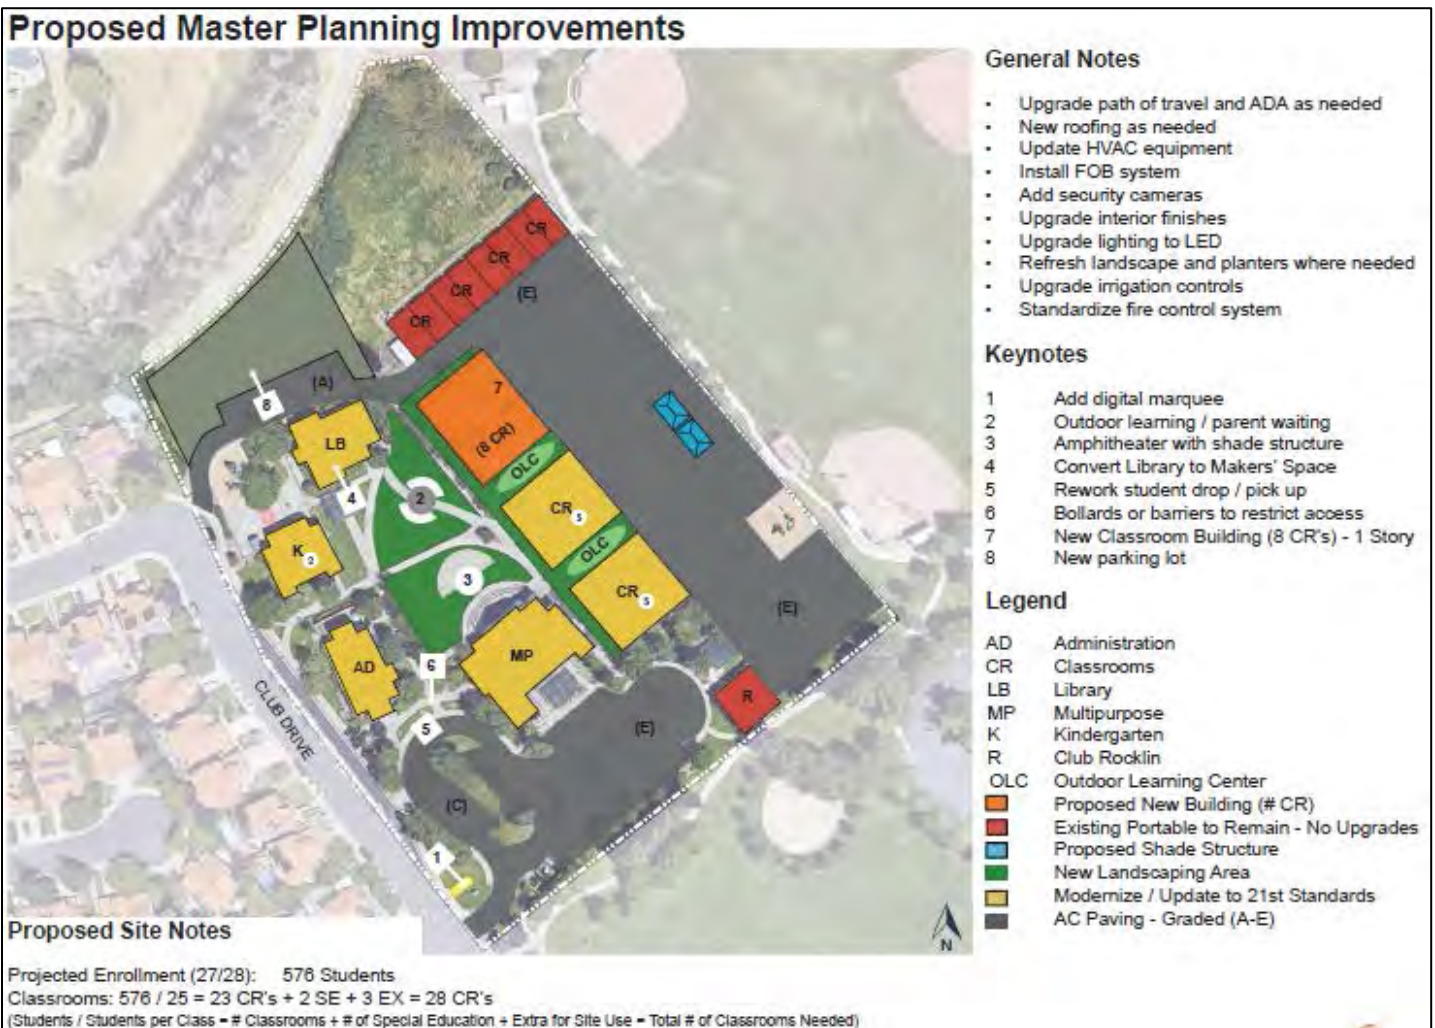 Proposed Master Planning Improvements
General Notes
• Upgrade path of travel and ADA as needed
• New roofing as needed
• Update HVAC equipment
• Install FOB system
• Add security cameras
• Upgrade interior finishes
• Upgrade lighting to LED
• Refresh landscape and planters where needed
• Upgrade irrigation controls
• Standardize fire control system
Keynotes
1 Add digital marquee
2 Outdoor learning / parent waiting
3 Amphitheater with shade structure
4 Convert Library to Makers' Space
5 Rework student drop / pick up
6 Bollards or barriers to restrict access
7 New Classroom Building (8 CR's) - 1 Story
8 New parking lot
Legend
AD Administration
CR Classrooms
LB Library
MP Multipurpose
K Kindergarten
R Club Rocklin
OLC Outdoor Learning Center
Proposed New Building (# CR)
Existing Portable to Remain - No Upgrades
Proposed Shade Structure
New Landscaping Area
Modernize / Update to 21st Standards
AC Paving - Graded (A-E)
CR
CR
CR
CR
(E)
(A)
8
7
(8 CR)
LB
4
OLC
2
CR 5
K 2
OLC
3
CR 5
(E)
MP
AD
6
R
5
(E)
CLUB DRIVE
(C)
1
N
Proposed Site Notes
Projected Enrollment (27/28): 576 Students
Classrooms: 576 / 25 = 23 CR's + 2 SE + 3 EX = 28 CR's
(Students / Students per Class = # Classrooms + # of Special Education + Extra for Site Use = Total # of Classrooms Needed)